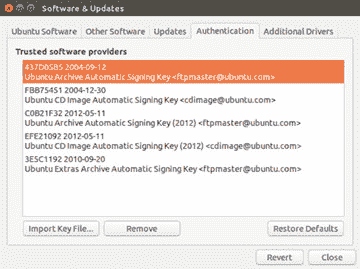 Software & Updates
Ubuntu Software Other Software Updates Authentication Additional Drivers
Trusted software providers
437D05B5 2004-09-12
Ubuntu Archive Automatic Signing Key <ftpmaster@ubuntu.com>
FBB75451 2004-12-30
Ubuntu CD Image Automatic Signing Key <cdimage@ubuntu.com>
C0B21F32 2012-05-11
Ubuntu Archive Automatic Signing Key (2012) <ftpmaster@ubuntu.com>
EFE21092 2012-05-11
Ubuntu CD Image Automatic Signing Key (2012) <cdimage@ubuntu.com>
3E5C1192 2010-09-20
Ubuntu Extras Archive Automatic Signing Key <ftpmaster@ubuntu.com>
Import Key File... Remove Restore Defaults
Revert Close